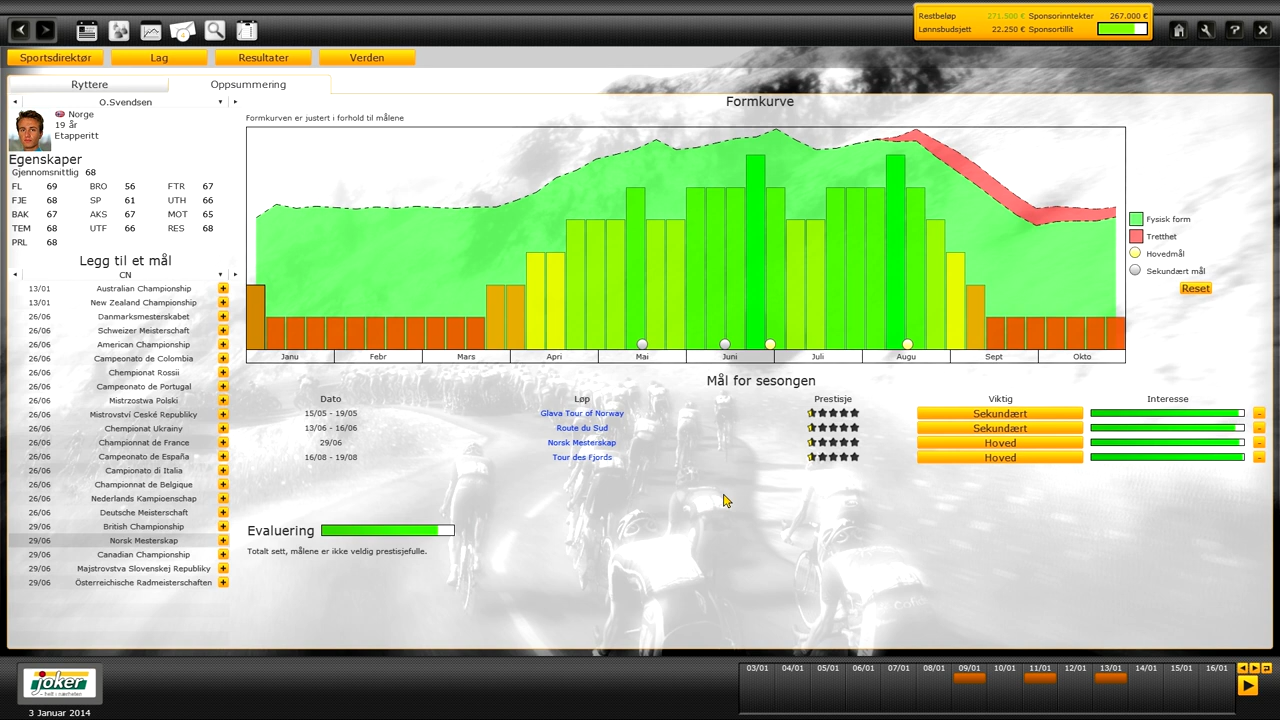 Restbeløp 271.500 € Sponsorinntekter 267.000 €
Lønnsbudsjett 22.250 € Sponsortillit
Sportsdirektør Lag Resultater Verden
Ryttere Oppsummering
O.Svendsen
Norge
19 år
Etapperitt
Egenskaper
Gjennomsnittlig 68
FL 69 BRO 56 FTR 67
FJE 68 SP 61 UTH 66
BAK 67 AKS 67 MOT 65
TEM 68 UTF 66 RES 68
PRL 68
Legg til et mål
CN
13/01 Australian Championship
13/01 New Zealand Championship
26/06 Danmarksmesterskabet
26/06 Schweizer Meisterschaft
26/06 American Championship
26/06 Campeonato de Colombia
26/06 Chempionat Rossii
26/06 Campeonato de Portugal
26/06 Mistrzostwa Polski
26/06 Mistrovství Ceské Republiky
26/06 Chempionat Ukrainy
26/06 Championnat de France
26/06 Campeonato de España
26/06 Campionato di Italia
26/06 Championnat de Belgique
26/06 Nederlands Kampioenschap
26/06 Deutsche Meisterschaft
29/06 British Championship
29/06 Norsk Mesterskap
29/06 Canadian Championship
29/06 Majstrovstva Slovenskej Republiky
29/06 Österreichische Radmeisterschaften
Formkurve
Formkurven er justert i forhold til målene
Janu Febr Mars Apri Mai Juni Juli Augu Sept Okto
Fysisk form
Tretthet
Hovedmål
Sekundært mål
Reset
Mål for sesongen
Dato Løp Prestisje Viktig Interesse
15/05 - 19/05 Glava Tour of Norway Sekundært
13/06 - 16/06 Route du Sud Sekundært
29/06 Norsk Mesterskap Hoved
16/08 - 19/08 Tour des Fjords Hoved
Evaluering
Totalt sett, målene er ikke veldig prestisjefulle.
joker
3 Januar 2014
03/01 04/01 05/01 06/01 07/01 08/01 09/01 10/01 11/01 12/01 13/01 14/01 15/01 16/01